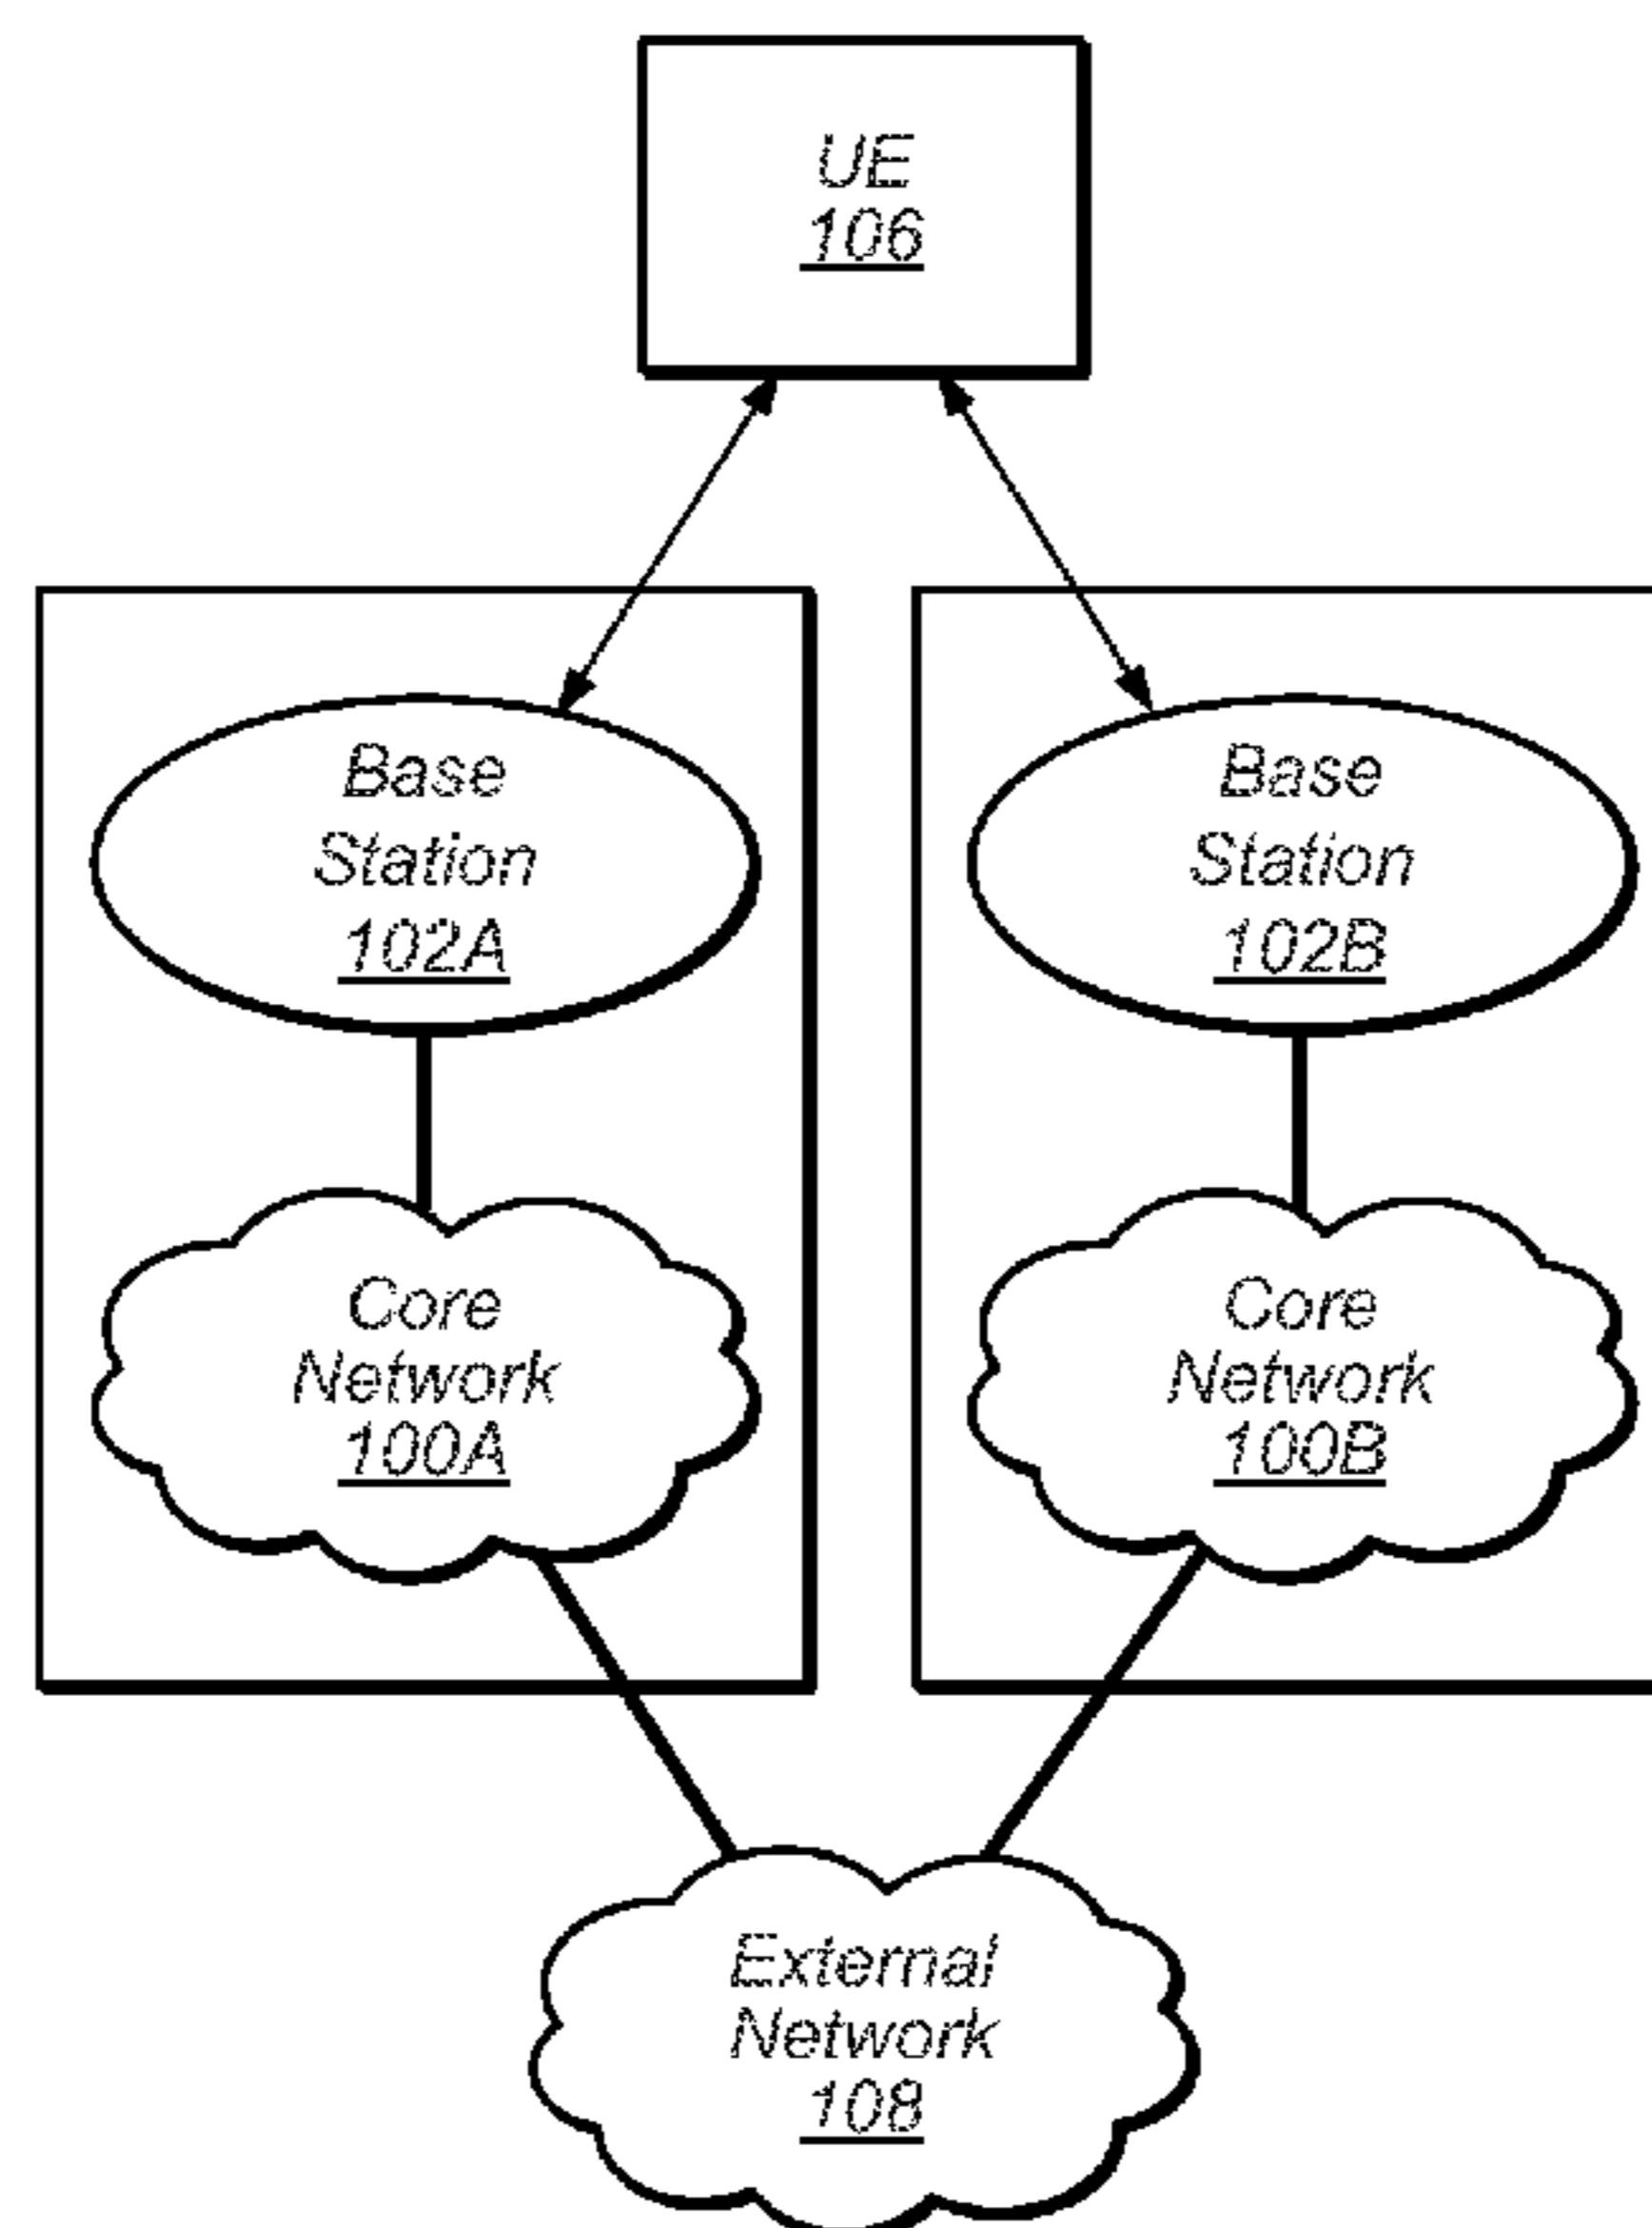 UE
106
Base
Station
102A
Base
Station
102B
Core
Network
100A
Core
Network
100B
External
Network
108